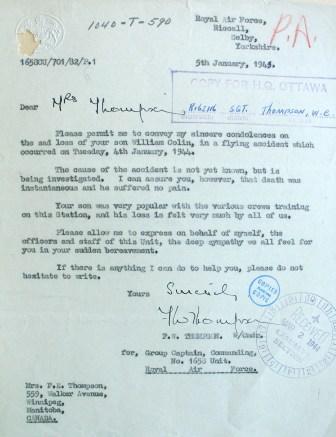 1040-T-590
Royal Air Force,
Riccall,
Selby,
Yorkshire.
P.A.
1658CU/701/82/P.1
5th January, 1945.
COPY FOR H.Q. OTTAWA
R162116 SGT. THOMPSON, W.C.
Dear Mrs Thompson,
Please permit me to convey my sincere condolences on
the sad loss of your son William Colin, in a flying accident which
occurred on Tuesday, 4th January, 1944.
The cause of the accident is not yet known, but is
being investigated. I can assure you, however, that death was
instantaneous and he suffered no pain.
Your son was very popular with the various crews training
on this Station, and his loss is felt very much by all of us.
Please allow me to express on behalf of myself, the
officers and staff of this Unit, the deep sympathy we all feel for
you in your sudden bereavement.
If there is anything I can do to help you, please do not
hesitate to write.
Yours Sincerely
PWThompson
P.W. THOMPSON. W/Cmdr.
for, Group Captain, Commanding,
No. 1658 Unit.
Royal Air Force.
Mrs. P.E. Thompson,
559, Walker Avenue,
Winnipeg,
Manitoba,
CANADA.